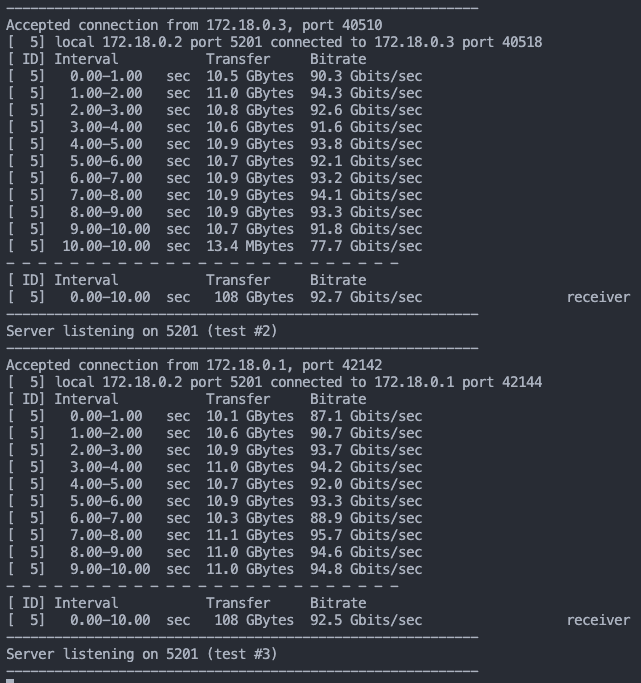 -----------------------------------------------------------
Accepted connection from 172.18.0.3, port 40510
[  5] local 172.18.0.2 port 5201 connected to 172.18.0.3 port 40518
[ ID] Interval           Transfer     Bitrate
[  5]   0.00-1.00   sec  10.5 GBytes  90.3 Gbits/sec
[  5]   1.00-2.00   sec  11.0 GBytes  94.3 Gbits/sec
[  5]   2.00-3.00   sec  10.8 GBytes  92.6 Gbits/sec
[  5]   3.00-4.00   sec  10.6 GBytes  91.6 Gbits/sec
[  5]   4.00-5.00   sec  10.9 GBytes  93.8 Gbits/sec
[  5]   5.00-6.00   sec  10.7 GBytes  92.1 Gbits/sec
[  5]   6.00-7.00   sec  10.9 GBytes  93.2 Gbits/sec
[  5]   7.00-8.00   sec  10.9 GBytes  94.1 Gbits/sec
[  5]   8.00-9.00   sec  10.9 GBytes  93.3 Gbits/sec
[  5]   9.00-10.00  sec  10.7 GBytes  91.8 Gbits/sec
[  5]  10.00-10.00  sec  13.4 MBytes  77.7 Gbits/sec
- - - - - - - - - - - - - - - - - - - - - - - - -
[ ID] Interval           Transfer     Bitrate
[  5]   0.00-10.00  sec   108 GBytes  92.7 Gbits/sec                  receiver
-----------------------------------------------------------
Server listening on 5201 (test #2)
-----------------------------------------------------------
Accepted connection from 172.18.0.1, port 42142
[  5] local 172.18.0.2 port 5201 connected to 172.18.0.1 port 42144
[ ID] Interval           Transfer     Bitrate
[  5]   0.00-1.00   sec  10.1 GBytes  87.1 Gbits/sec
[  5]   1.00-2.00   sec  10.6 GBytes  90.7 Gbits/sec
[  5]   2.00-3.00   sec  10.9 GBytes  93.7 Gbits/sec
[  5]   3.00-4.00   sec  11.0 GBytes  94.2 Gbits/sec
[  5]   4.00-5.00   sec  10.7 GBytes  92.0 Gbits/sec
[  5]   5.00-6.00   sec  10.9 GBytes  93.3 Gbits/sec
[  5]   6.00-7.00   sec  10.3 GBytes  88.9 Gbits/sec
[  5]   7.00-8.00   sec  11.1 GBytes  95.7 Gbits/sec
[  5]   8.00-9.00   sec  11.0 GBytes  94.6 Gbits/sec
[  5]   9.00-10.00  sec  11.0 GBytes  94.8 Gbits/sec
- - - - - - - - - - - - - - - - - - - - - - - - -
[ ID] Interval           Transfer     Bitrate
[  5]   0.00-10.00  sec   108 GBytes  92.5 Gbits/sec                  receiver
-----------------------------------------------------------
Server listening on 5201 (test #3)
-----------------------------------------------------------